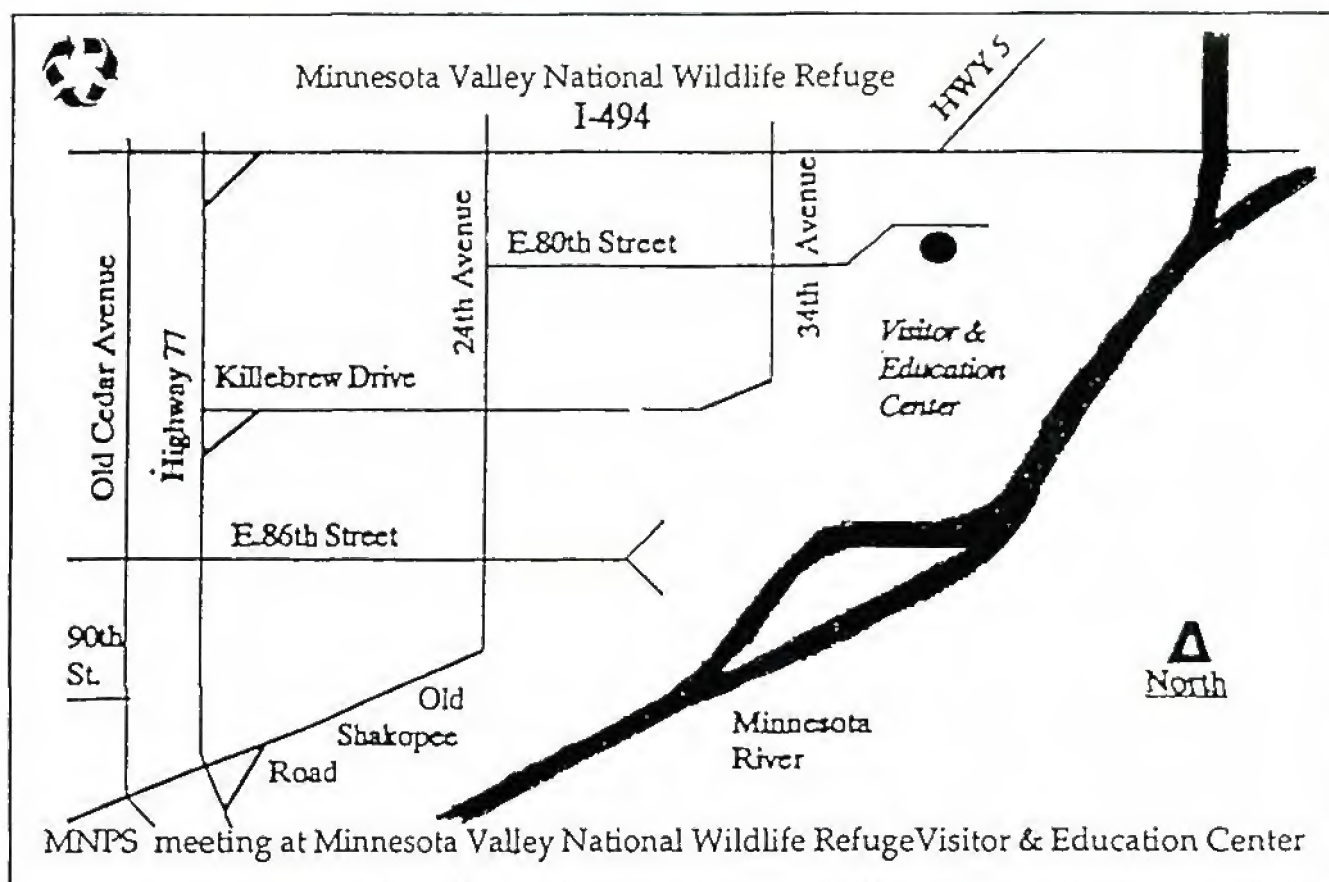 Minnesota Valley National Wildlife Refuge
I-494
HWY 5
E.80th Street
24th Avenue
34th Avenue
Old Cedar Avenue
Highway 77
Killebrew Drive
Visitor &
Education
Center
E.86th Street
90th
St.
Old
Shakopee
Road
Minnesota
River
North
MNPS meeting at Minnesota Valley National Wildlife RefugeVisitor & Education Center